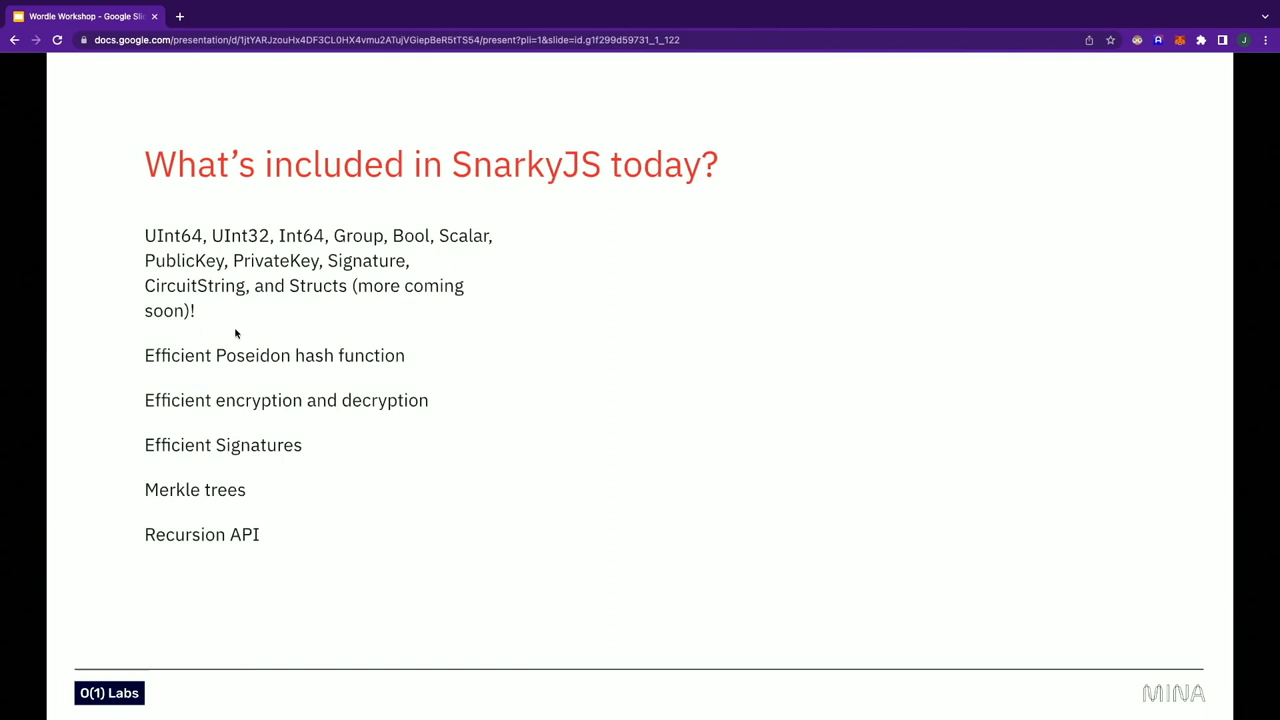 Wordle Workshop - Google Sli
docs.google.com/presentation/d/1jtYARJzouHx4DF3CL0HX4vmu2ATujVGiepBeR5tTS54/present?pli=1&slide=id.g1f299d59731_1_122
J
What's included in SnarkyJS today?
UInt64, UInt32, Int64, Group, Bool, Scalar,
PublicKey, PrivateKey, Signature,
CircuitString, and Structs (more coming
soon)!
Efficient Poseidon hash function
Efficient encryption and decryption
Efficient Signatures
Merkle trees
Recursion API
O(1) Labs
MINA